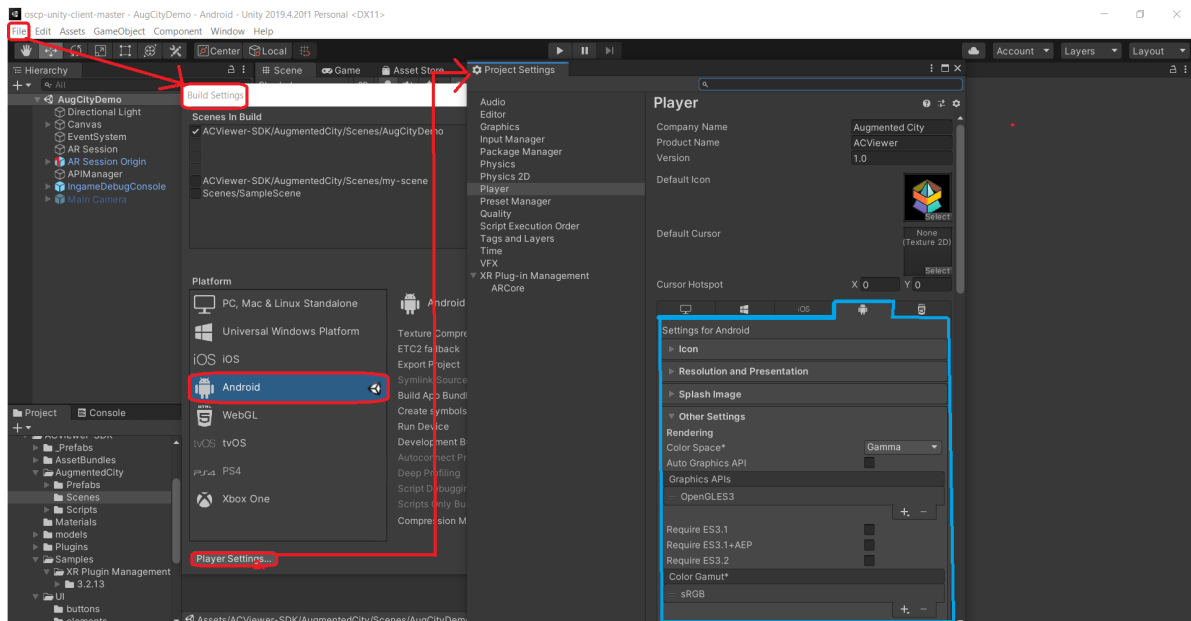 oscp-unity-client-master - AugCityDemo - Android - Unity 2019.4.20f1 Personal <DX11>
File Edit Assets GameObject Component Window Help
Center Local Account Layers Layout
Hierarchy
All
AugCityDemo
Directional Light
Canvas
EventSystem
AR Session
AR Session Origin
APIManager
IngameDebugConsole
Main Camera
Scene Game Asset Store
Build Settings
Scenes In Build
ACViewer-SDK/AugmentedCity/Scenes/AugCityDemo
ACViewer-SDK/AugmentedCity/Scenes/my-scene
Scenes/SampleScene
Platform
PC, Mac & Linux Standalone
Universal Windows Platform
iOS iOS
Android
HTML 5 WebGL
tvOS tvOS
PS4 PS4
Xbox One
Player Settings...
Android
Texture Compre
ETC2 fallback
Export Project
Symlink Source
Build App Bundl
Create symbols
Run Device
Development B
Autoconnect Pr
Deep Profiling
Script Debuggin
Scripts Only Bu
Compression M
Assets/ACViewer-SDK/AugmentedCity/Scenes/AugCityDem
Project Console
ACViewer-SDK
_Prefabs
AssetBundles
AugmentedCity
Prefabs
Scenes
Scripts
Materials
models
Plugins
Samples
XR Plugin Management
3.2.13
UI
buttons
elements
Project Settings
Audio
Editor
Graphics
Input Manager
Package Manager
Physics
Physics 2D
Player
Preset Manager
Quality
Script Execution Order
Tags and Layers
Time
VFX
XR Plug-in Management
ARCore
Player
Company Name Augmented City
Product Name ACViewer
Version 1.0
Default Icon
Select
Default Cursor None
(Texture 2D)
Select
Cursor Hotspot X 0 Y 0
iOS
Settings for Android
Icon
Resolution and Presentation
Splash Image
Other Settings
Rendering
Color Space* Gamma
Auto Graphics API
Graphics APIs
OpenGLES3
Require ES3.1
Require ES3.1+AEP
Require ES3.2
Color Gamut*
sRGB